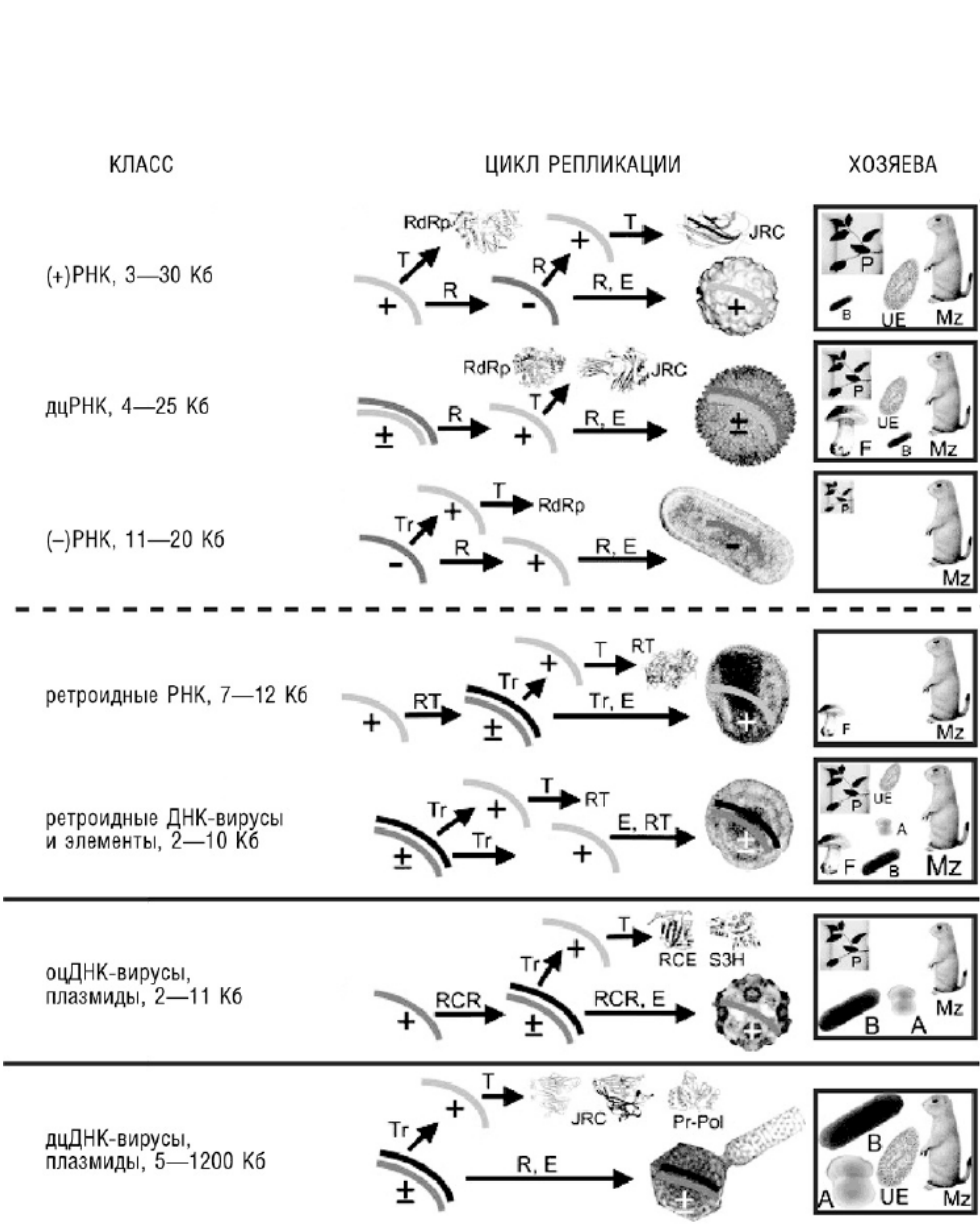 КЛАСС ЦИКЛ РЕПЛИКАЦИИ ХОЗЯЕВА
(+)РНК, 3—30 Кб
RdRp T + R − R + T JRC
R, E +
P B UE Mz
дцРНК, 4—25 Кб
± R + T RdRp JRC
R, E ±
P F UE B Mz
(−)РНК, 11—20 Кб
− Tr + T RdRp
R + R, E −
P Mz
ретроидные РНК, 7—12 Кб
+ RT ± Tr + T RT
Tr, E +
F Mz
ретроидные ДНК-вирусы
и элементы, 2—10 Кб
± Tr + T RT
Tr + E, RT +
P UE A F B Mz
оцДНК-вирусы,
плазмиды, 2—11 Кб
+ RCR ± Tr + T RCE S3H
RCR, E +
P B A Mz
дцДНК-вирусы,
плазмиды, 5—1200 Кб
± Tr + T JRC Pr-Pol
R, E +
B A UE Mz